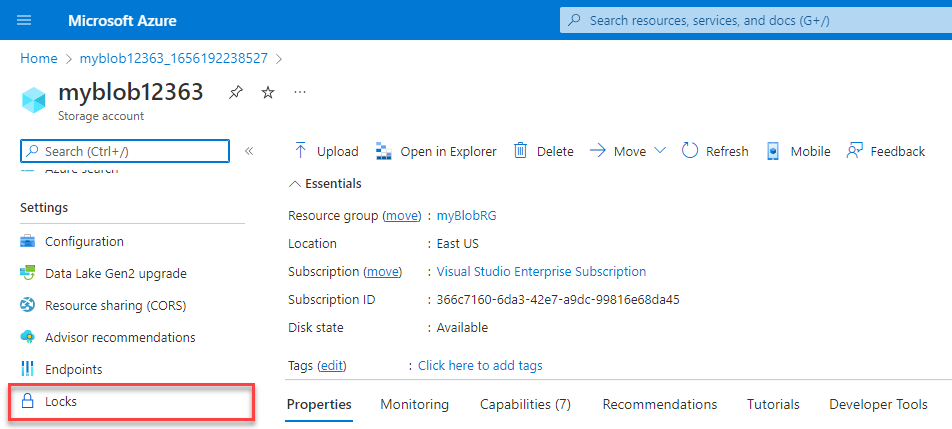 Microsoft Azure
Search resources, services, and docs (G+/)
Home > myblob12363_1656192238527 >
myblob12363
Storage account
Search (Ctrl+/)
«
Azure search
Settings
Configuration
Data Lake Gen2 upgrade
Resource sharing (CORS)
Advisor recommendations
Endpoints
Locks
Upload Open in Explorer Delete Move Refresh Mobile Feedback
Essentials
Resource group (move) : myBlobRG
Location : East US
Subscription (move) : Visual Studio Enterprise Subscription
Subscription ID : 366c7160-6da3-42e7-a9dc-99816e68da45
Disk state : Available
Tags (edit) : Click here to add tags
Properties Monitoring Capabilities (7) Recommendations Tutorials Developer Tools